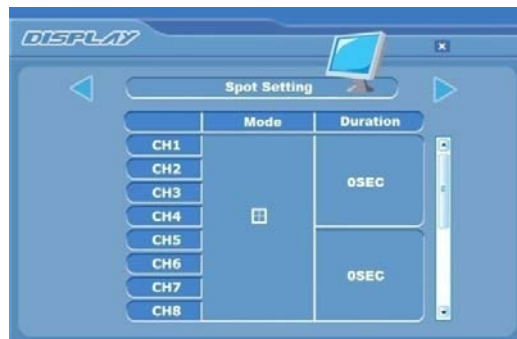 DISPLAY
Spot Setting
Mode Duration
CH1
CH2
CH3
CH4
CH5
CH6
CH7
CH8
0SEC
0SEC